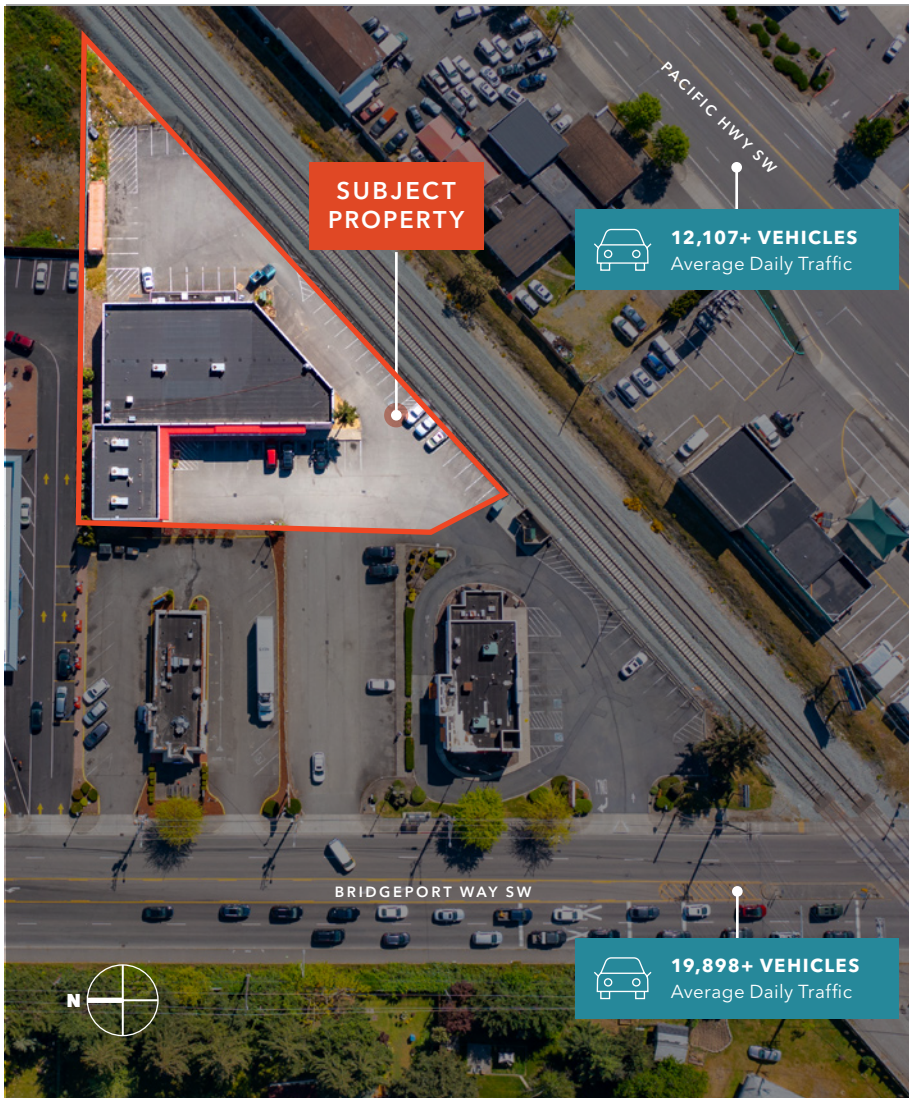 PACIFIC HWY SW
SUBJECT
PROPERTY
12,107+ VEHICLES
Average Daily Traffic
BRIDGEPORT WAY SW
19,898+ VEHICLES
Average Daily Traffic
N